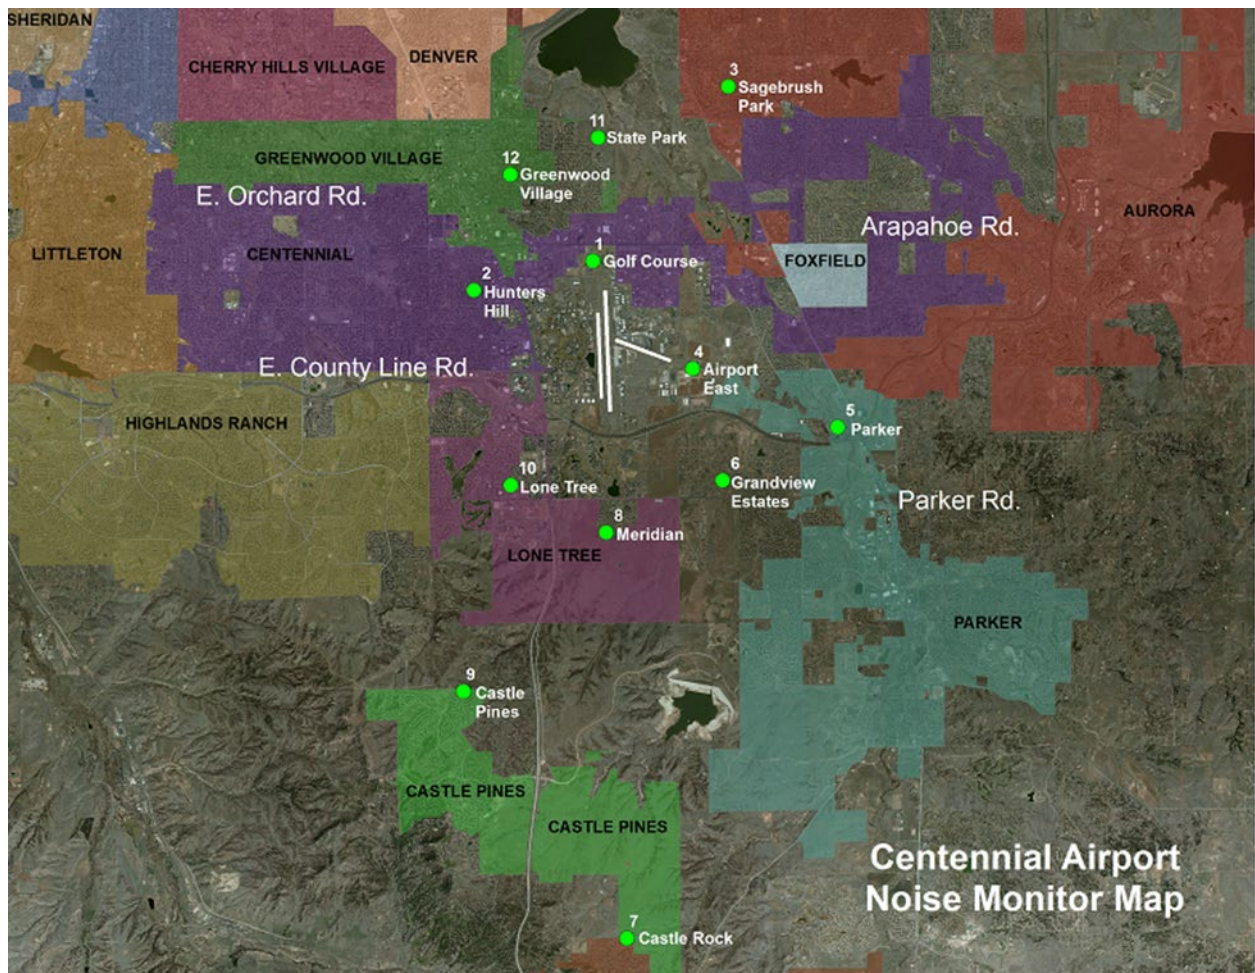 SHERIDAN
CHERRY HILLS VILLAGE
DENVER
3
Sagebrush
Park
11
State Park
GREENWOOD VILLAGE
12
Greenwood
Village
E. Orchard Rd.
Arapahoe Rd.
AURORA
LITTLETON
CENTENNIAL
1
Golf Course
FOXFIELD
2
Hunters
Hill
E. County Line Rd.
4
Airport
East
HIGHLANDS RANCH
5
Parker
10
Lone Tree
6
Grandview
Estates
Parker Rd.
8
Meridian
LONE TREE
PARKER
9
Castle
Pines
CASTLE PINES
CASTLE PINES
Centennial Airport
Noise Monitor Map
7
Castle Rock